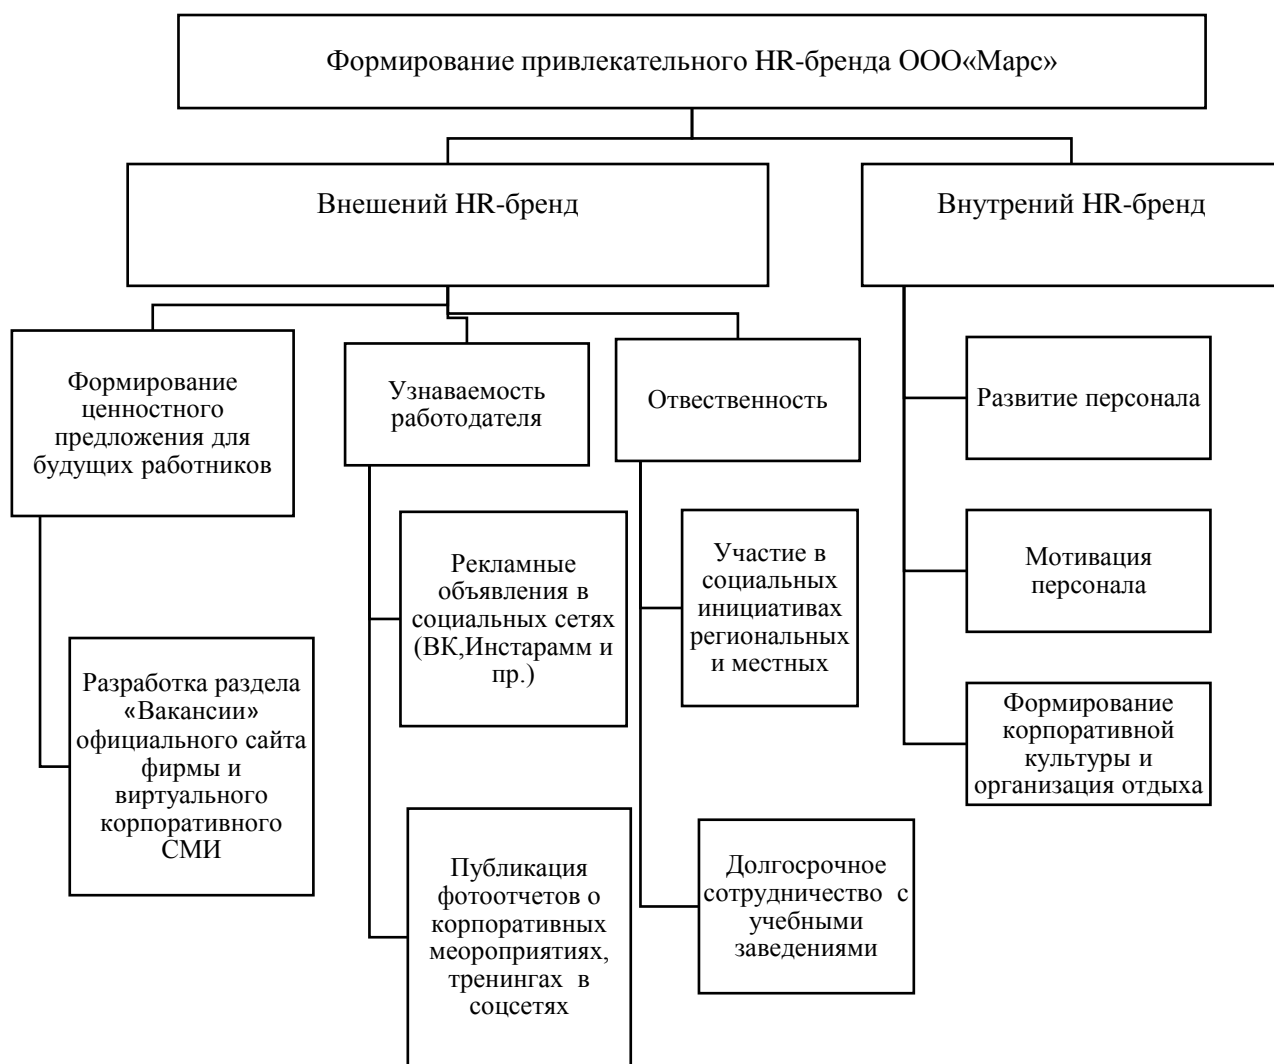 Формирование привлекательного HR-бренда ООО«Марс»
Внешений HR-бренд
Внутрений HR-бренд
Формирование
ценностного
предложения для
будущих работников
Разработка раздела
«Вакансии»
официального сайта
фирмы и
виртуального
корпоративного
СМИ
Узнаваемость
работодателя
Рекламные
объявления в
социальных сетях
(ВК,Инстарамм и
пр.)
Публикация
фотоотчетов о
корпоративных
меороприятиях,
тренингах в
соцсетях
Отвественность
Участие в
социальных
инициативах
региональных
и местных
Долгосрочное
сотрудничество с
учебными
заведениями
Развитие персонала
Мотивация
персонала
Формирование
корпоративной
культуры и
организация отдыха